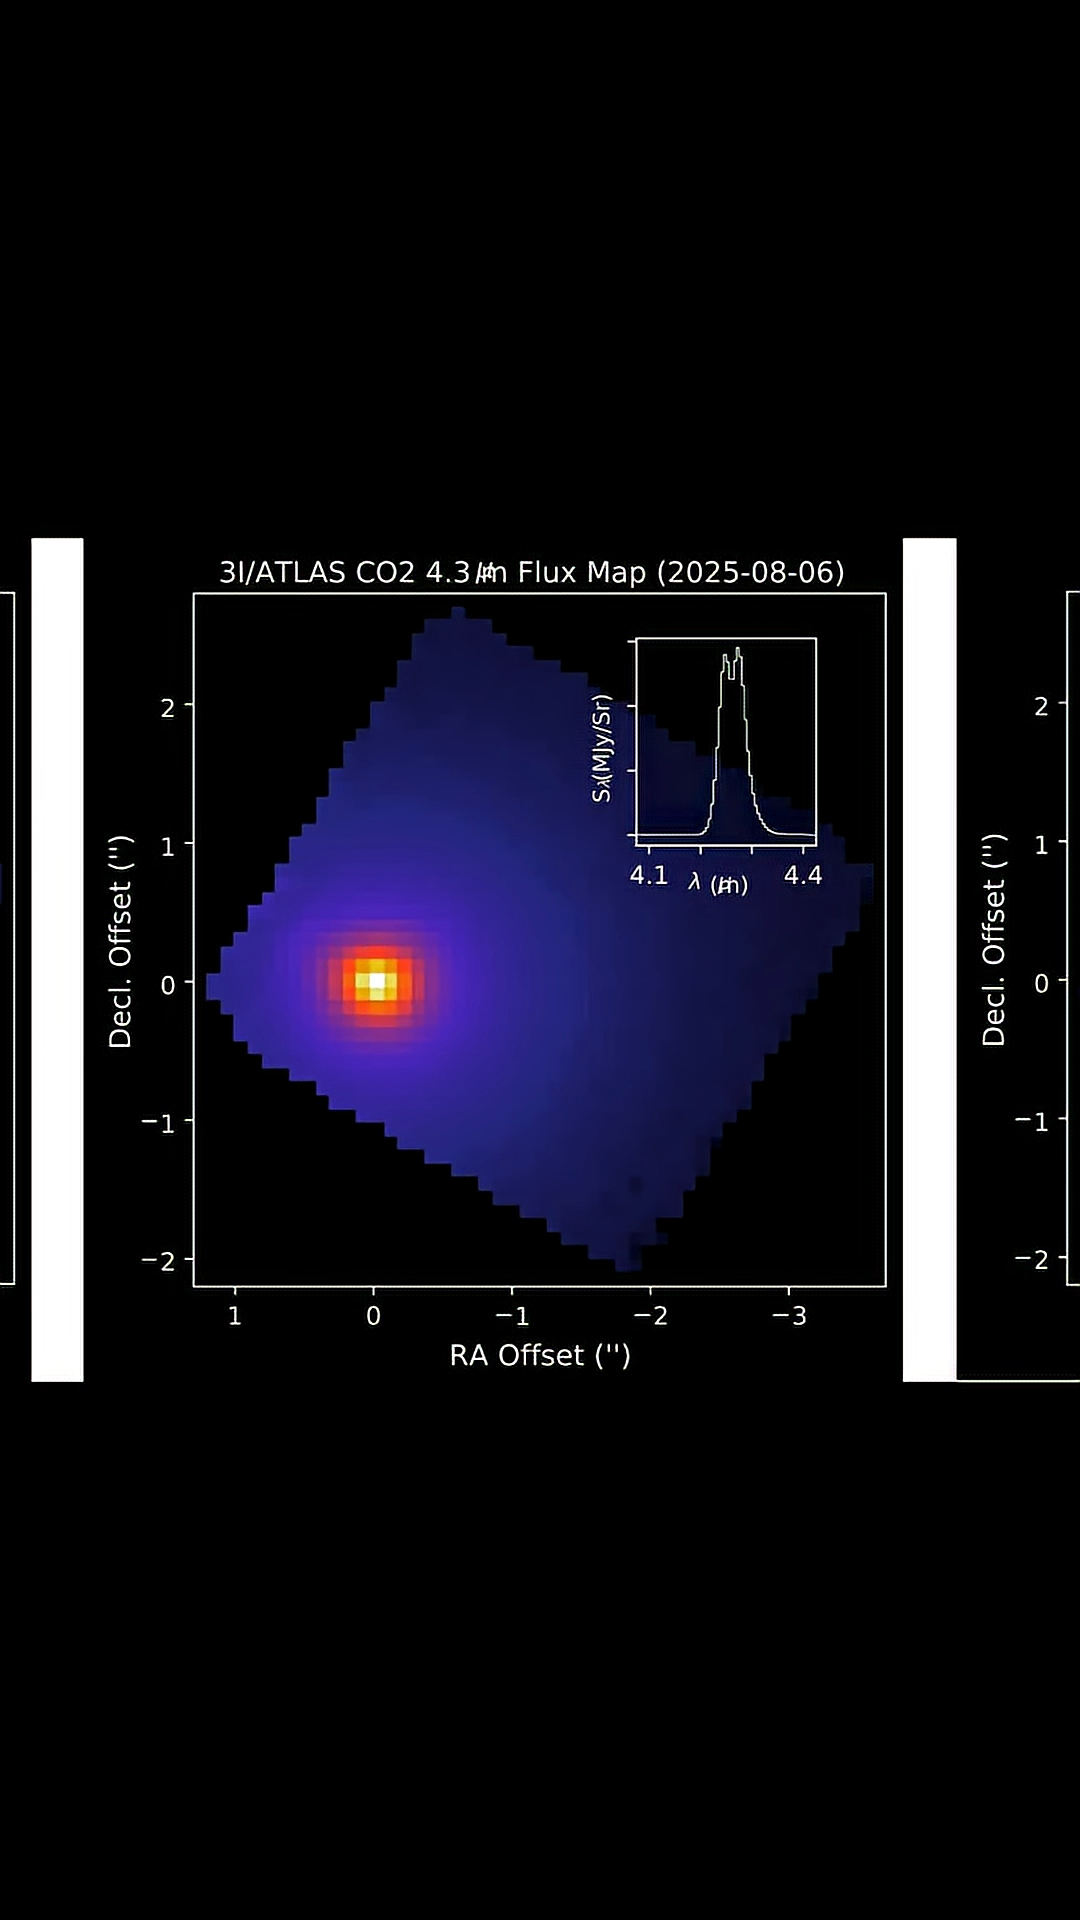 3I/ATLAS CO2 4.3 μm Flux Map (2025-08-06)
Sλ(MJy/Sr)
4.1
λ (μm)
4.4
Decl. Offset ('')
2
1
0
−1
−2
1
0
−1
−2
−3
RA Offset ('')
Decl. Offset ('')
2
1
0
−1
−2